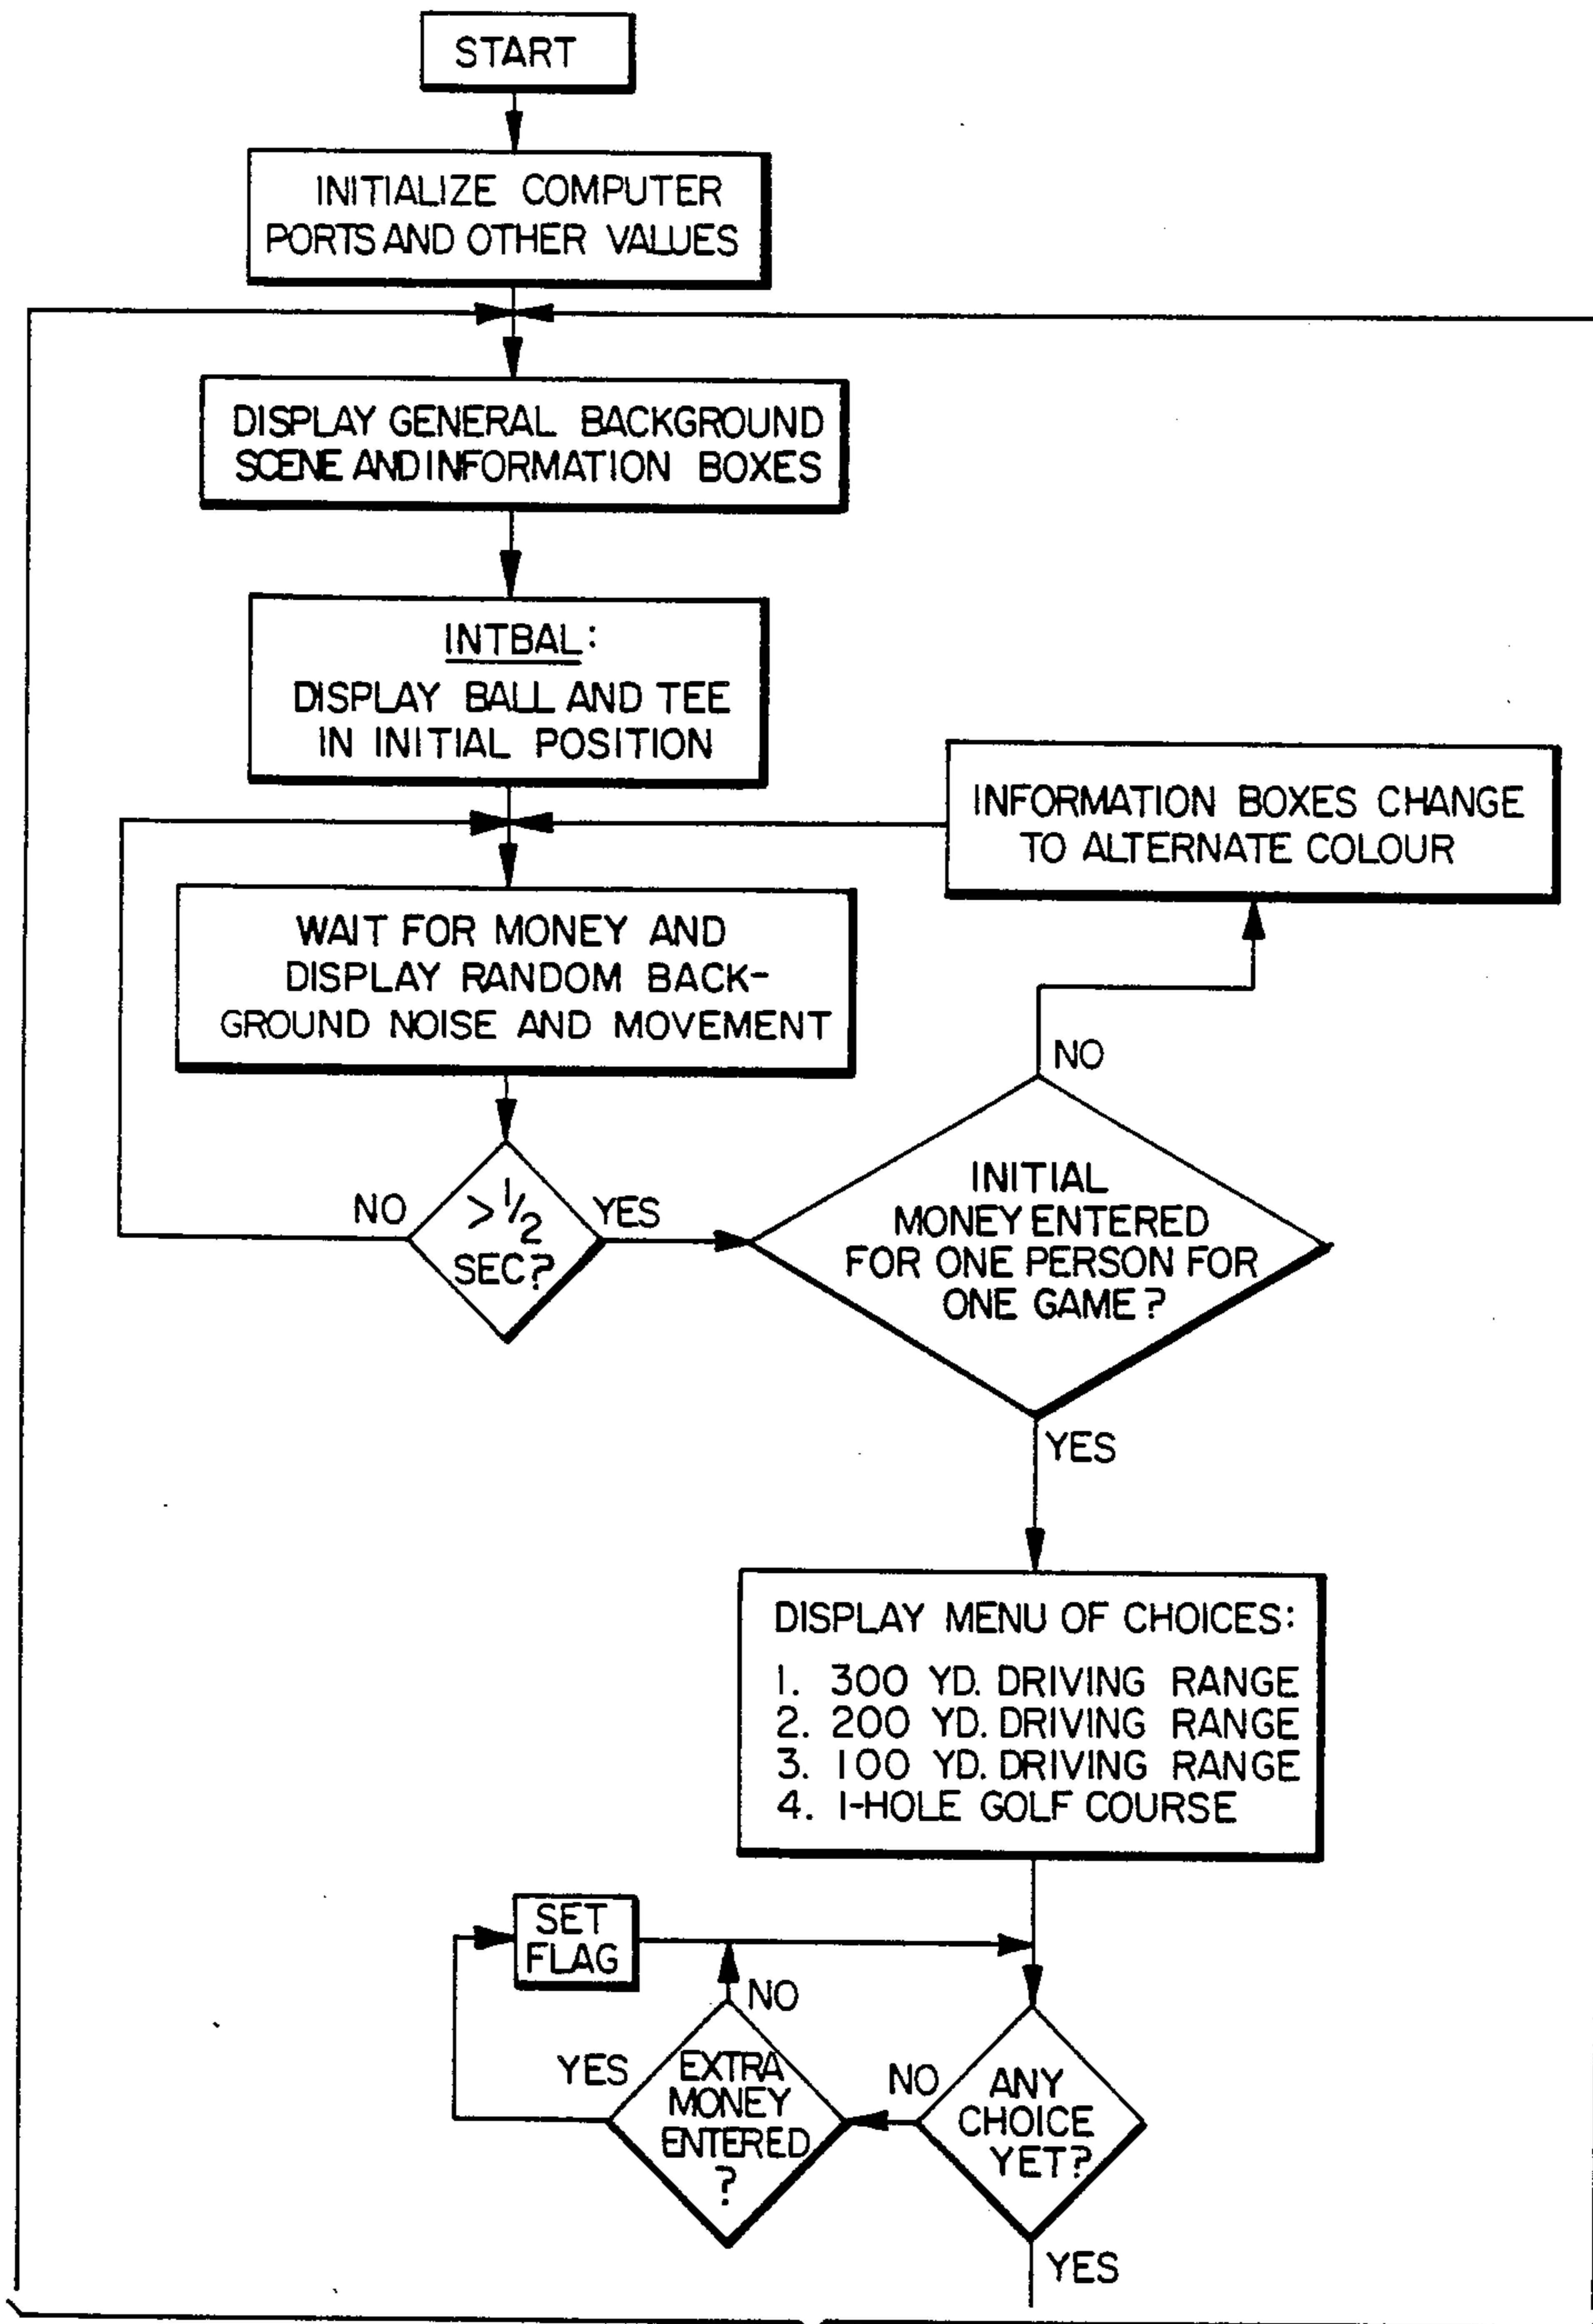 START
INITIALIZE COMPUTER
PORTS AND OTHER VALUES
DISPLAY GENERAL BACKGROUND
SCENE AND INFORMATION BOXES
INTBAL:
DISPLAY BALL AND TEE
IN INITIAL POSITION
INFORMATION BOXES CHANGE
TO ALTERNATE COLOUR
WAIT FOR MONEY AND
DISPLAY RANDOM BACK-
GROUND NOISE AND MOVEMENT
NO
> 1/2
SEC?
YES
NO
INITIAL
MONEY ENTERED
FOR ONE PERSON FOR
ONE GAME?
YES
DISPLAY MENU OF CHOICES:
1. 300 YD. DRIVING RANGE
2. 200 YD. DRIVING RANGE
3. 100 YD. DRIVING RANGE
4. 1-HOLE GOLF COURSE
SET
FLAG
NO
YES
EXTRA
MONEY
ENTERED
?
NO
ANY
CHOICE
YET?
YES